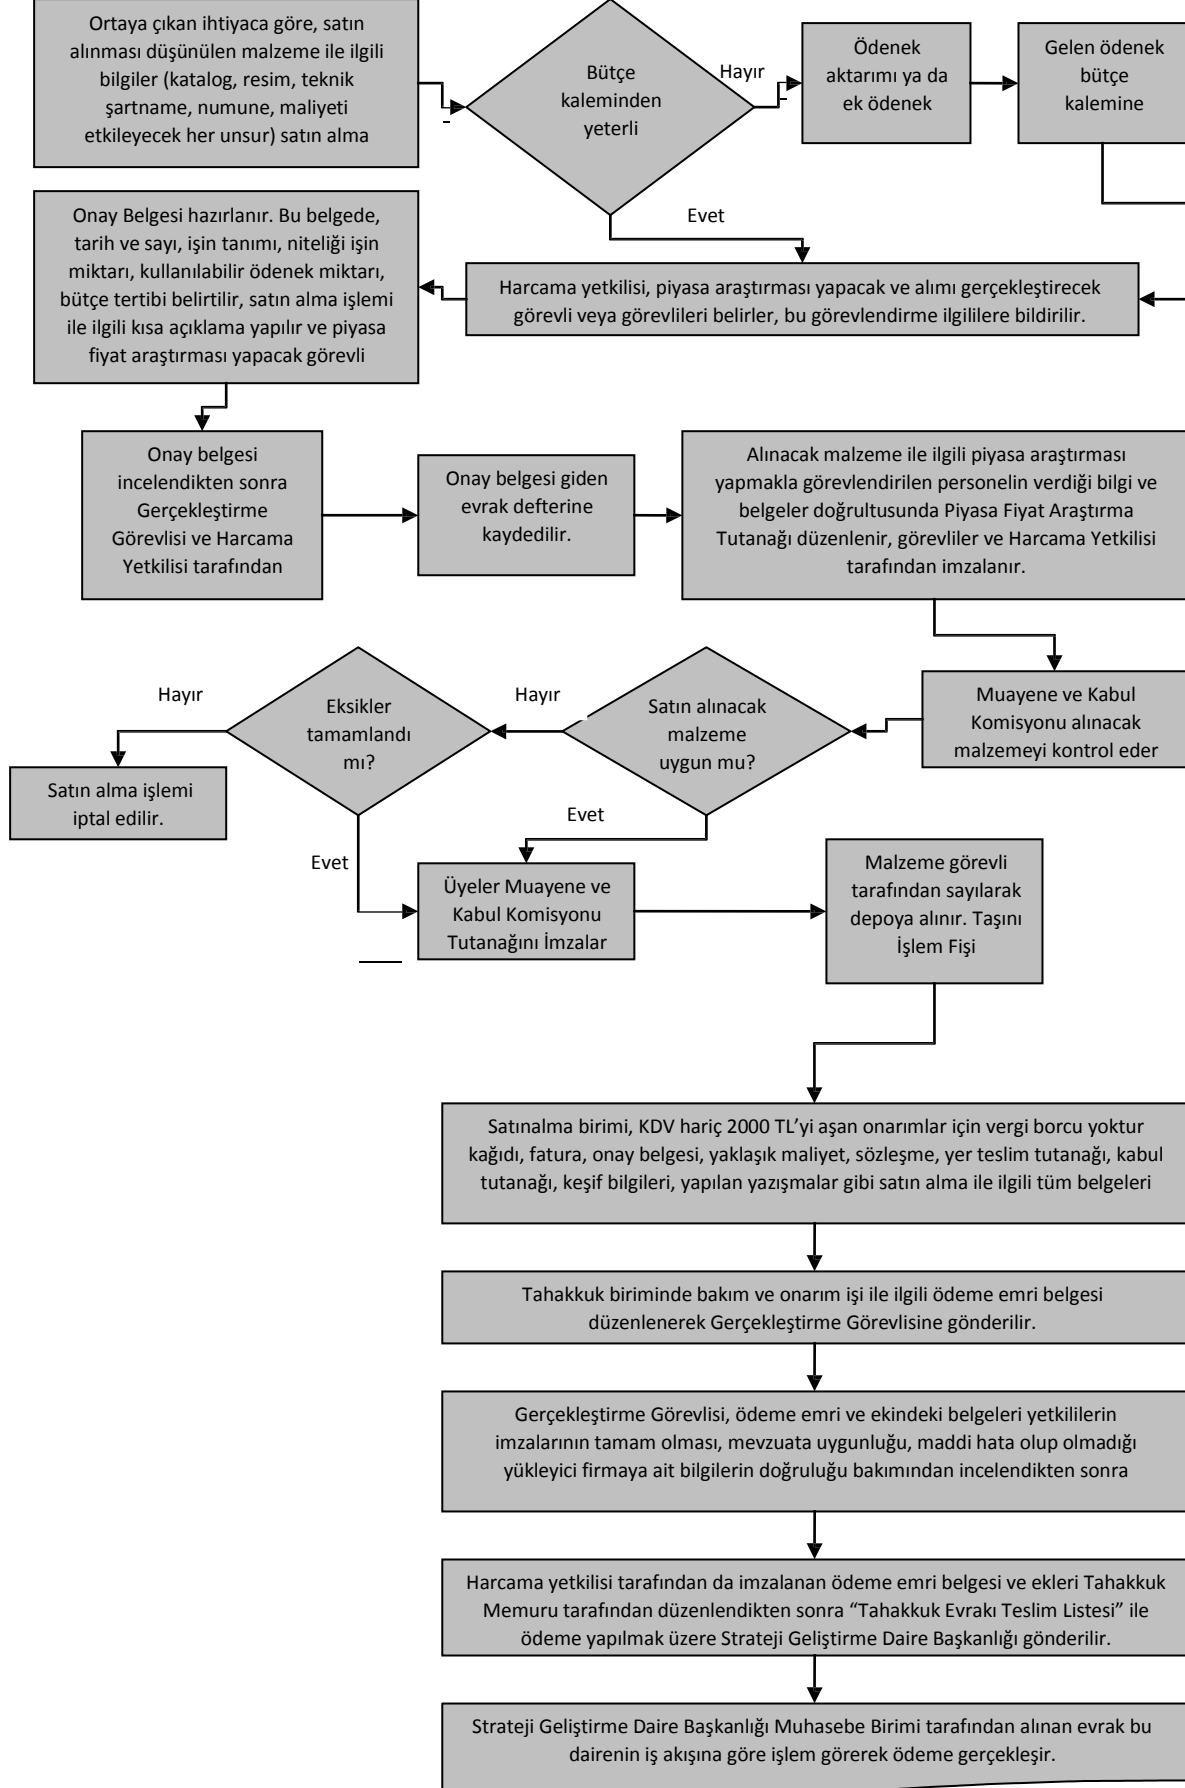 Ortaya çıkan ihtiyaca göre, satın
alınması düşünülen malzeme ile ilgili
bilgiler (katalog, resim, teknik
şartname, numune, maliyeti
etkileyecek her unsur) satın alma
Bütçe
kaleminden
yeterli
Hayır
Ödenek
aktarımı ya da
ek ödenek
Gelen ödenek
bütçe
kalemine
Evet
Harcama yetkilisi, piyasa araştırması yapacak ve alımı gerçekleştirecek
görevli veya görevlileri belirler, bu görevlendirme ilgililere bildirilir.
Onay Belgesi hazırlanır. Bu belgede,
tarih ve sayı, işin tanımı, niteliği işin
miktarı, kullanılabilir ödenek miktarı,
bütçe tertibi belirtilir, satın alma işlemi
ile ilgili kısa açıklama yapılır ve piyasa
fiyat araştırması yapacak görevli
Onay belgesi
incelendikten sonra
Gerçekleştirme
Görevlisi ve Harcama
Yetkilisi tarafından
Onay belgesi giden
evrak defterine
kaydedilir.
Alınacak malzeme ile ilgili piyasa araştırması
yapmakla görevlendirilen personelin verdiği bilgi ve
belgeler doğrultusunda Piyasa Fiyat Araştırma
Tutanağı düzenlenir, görevliler ve Harcama Yetkilisi
tarafından imzalanır.
Muayene ve Kabul
Komisyonu alınacak
malzemeyi kontrol eder
Satın alınacak
malzeme
uygun mu?
Hayır
Eksikler
tamamlandı
mı?
Hayır
Satın alma işlemi
iptal edilir.
Evet
Evet
Üyeler Muayene ve
Kabul Komisyonu
Tutanağını İmzalar
Malzeme görevli
tarafından sayılarak
depoya alınır. Taşını
İşlem Fişi
Satınalma birimi, KDV hariç 2000 TL’yi aşan onarımlar için vergi borcu yoktur
kağıdı, fatura, onay belgesi, yaklaşık maliyet, sözleşme, yer teslim tutanağı, kabul
tutanağı, keşif bilgileri, yapılan yazışmalar gibi satın alma ile ilgili tüm belgeleri
Tahakkuk biriminde bakım ve onarım işi ile ilgili ödeme emri belgesi
düzenlenerek Gerçekleştirme Görevlisine gönderilir.
Gerçekleştirme Görevlisi, ödeme emri ve ekindeki belgeleri yetkililerin
imzalarının tamam olması, mevzuata uygunluğu, maddi hata olup olmadığı
yükleyici firmaya ait bilgilerin doğruluğu bakımından incelendikten sonra
Harcama yetkilisi tarafından da imzalanan ödeme emri belgesi ve ekleri Tahakkuk
Memuru tarafından düzenlendikten sonra “Tahakkuk Evrakı Teslim Listesi” ile
ödeme yapılmak üzere Strateji Geliştirme Daire Başkanlığı gönderilir.
Strateji Geliştirme Daire Başkanlığı Muhasebe Birimi tarafından alınan evrak bu
dairenin iş akışına göre işlem görerek ödeme gerçekleşir.